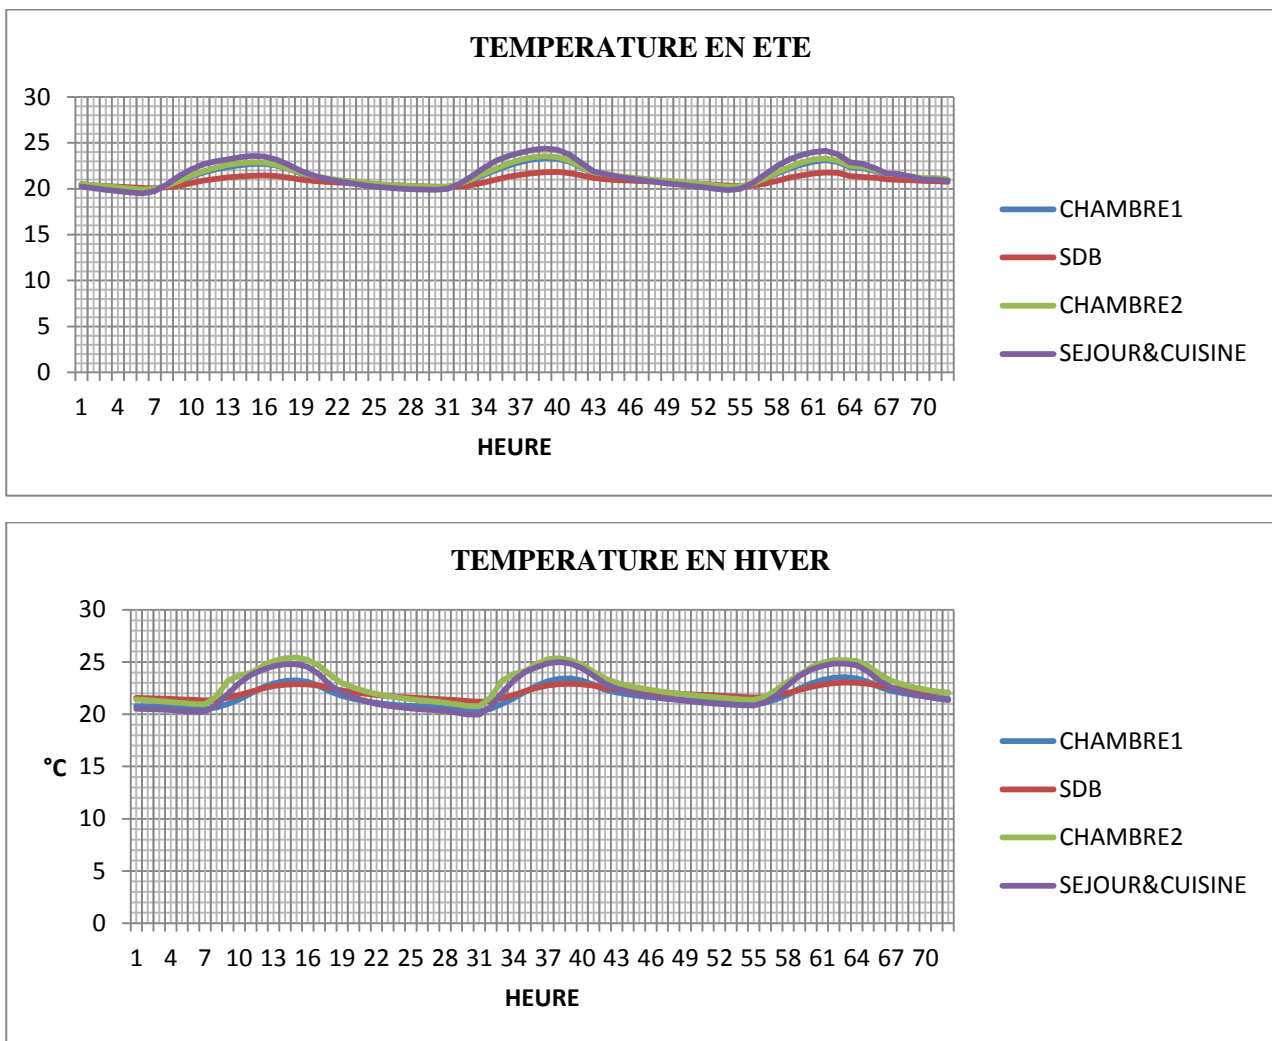 TEMPERATURE EN ETE
30
25
20
15
10
5
0
1 4 7 10 13 16 19 22 25 28 31 34 37 40 43 46 49 52 55 58 61 64 67 70
HEURE
CHAMBRE1
SDB
CHAMBRE2
SEJOUR&CUISINE
TEMPERATURE EN HIVER
30
25
20
15
10
5
0
°C
1 4 7 10 13 16 19 22 25 28 31 34 37 40 43 46 49 52 55 58 61 64 67 70
HEURE
CHAMBRE1
SDB
CHAMBRE2
SEJOUR&CUISINE